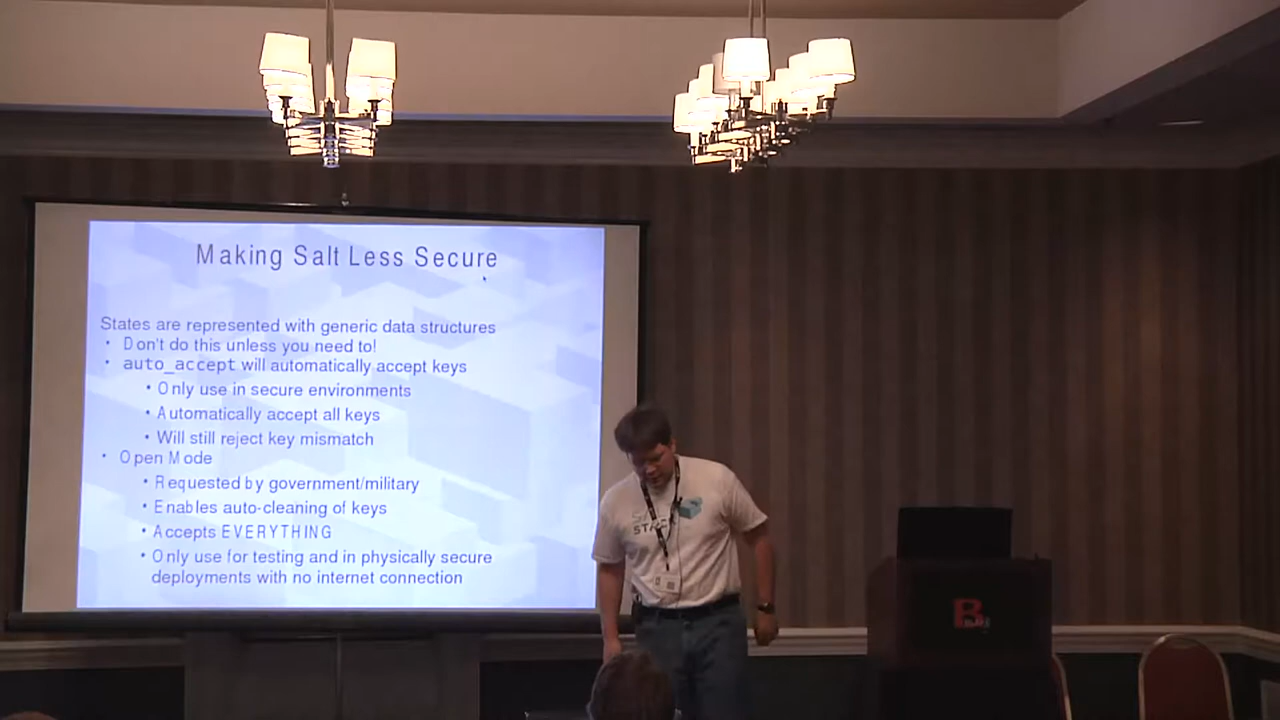 Making Salt Less Secure
States are represented with generic data structures
• Don't do this unless you need to!
• auto_accept will automatically accept keys
• Only use in secure environments
• Automatically accept all keys
• Will still reject key mismatch
• Open Mode
• Requested by government/military
• Enables auto-cleaning of keys
• Accepts EVERYTHING
• Only use for testing and in physically secure
deployments with no internet connection
STACK
B